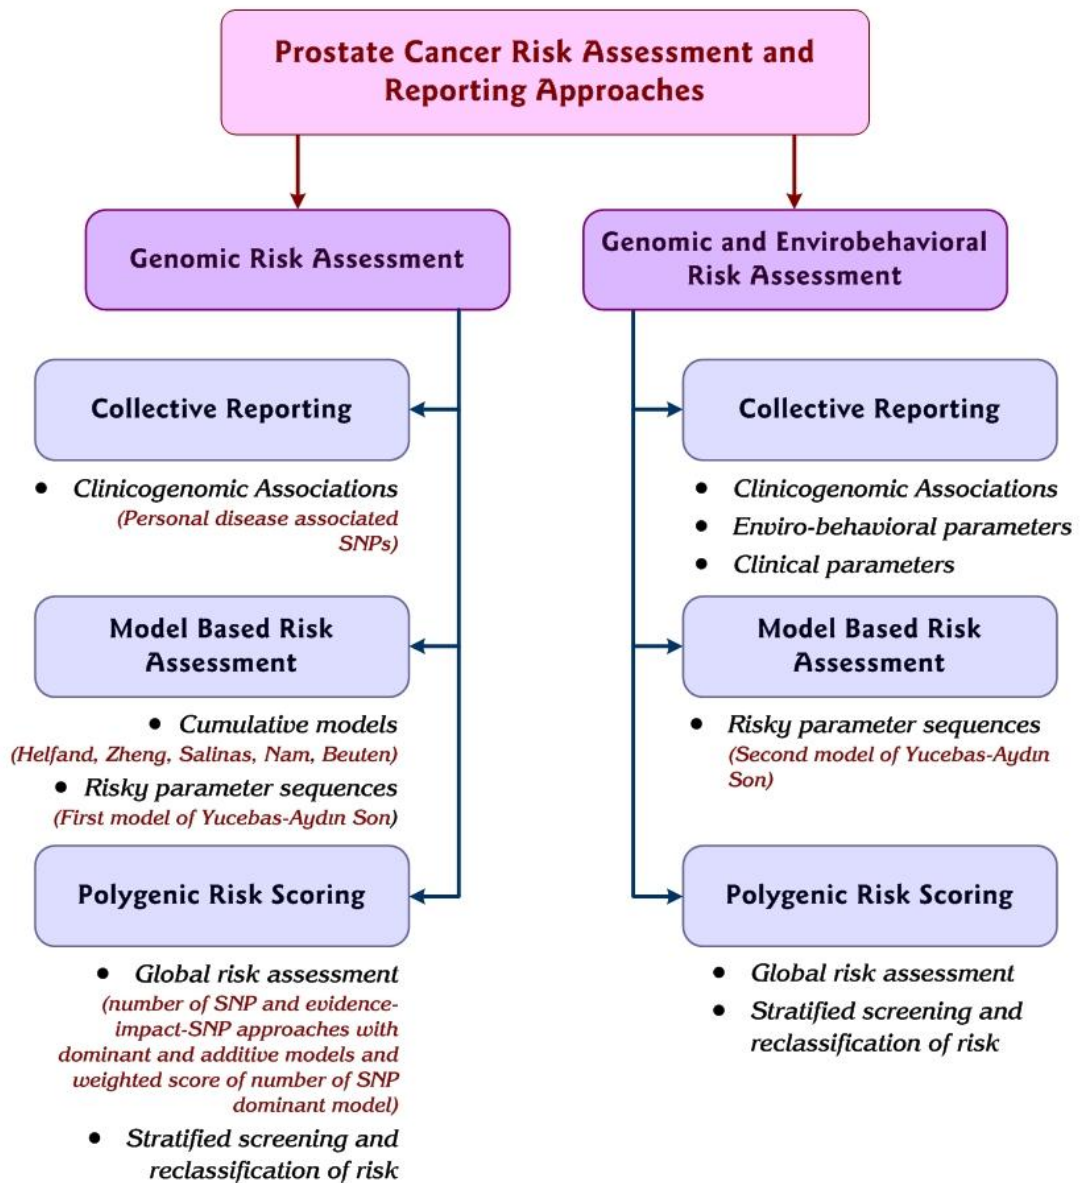 Prostate Cancer Risk Assessment and
Reporting Approaches
Genomic Risk Assessment
Collective Reporting
• Clinicogenomic Associations
(Personal disease associated
SNPs)
Model Based Risk
Assessment
• Cumulative models
(Helfand, Zheng, Salinas, Nam, Beuten)
• Risky parameter sequences
(First model of Yucebas-Aydın Son)
Polygenic Risk Scoring
• Global risk assessment
(number of SNP and evidence-
impact-SNP approaches with
dominant and additive models and
weighted score of number of SNP
dominant model)
• Stratified screening and
reclassification of risk
Genomic and Envirobehavioral
Risk Assessment
Collective Reporting
• Clinicogenomic Associations
• Enviro-behavioral parameters
• Clinical parameters
Model Based Risk
Assessment
• Risky parameter sequences
(Second model of Yucebas-Aydın
Son)
Polygenic Risk Scoring
• Global risk assessment
• Stratified screening and
reclassification of risk